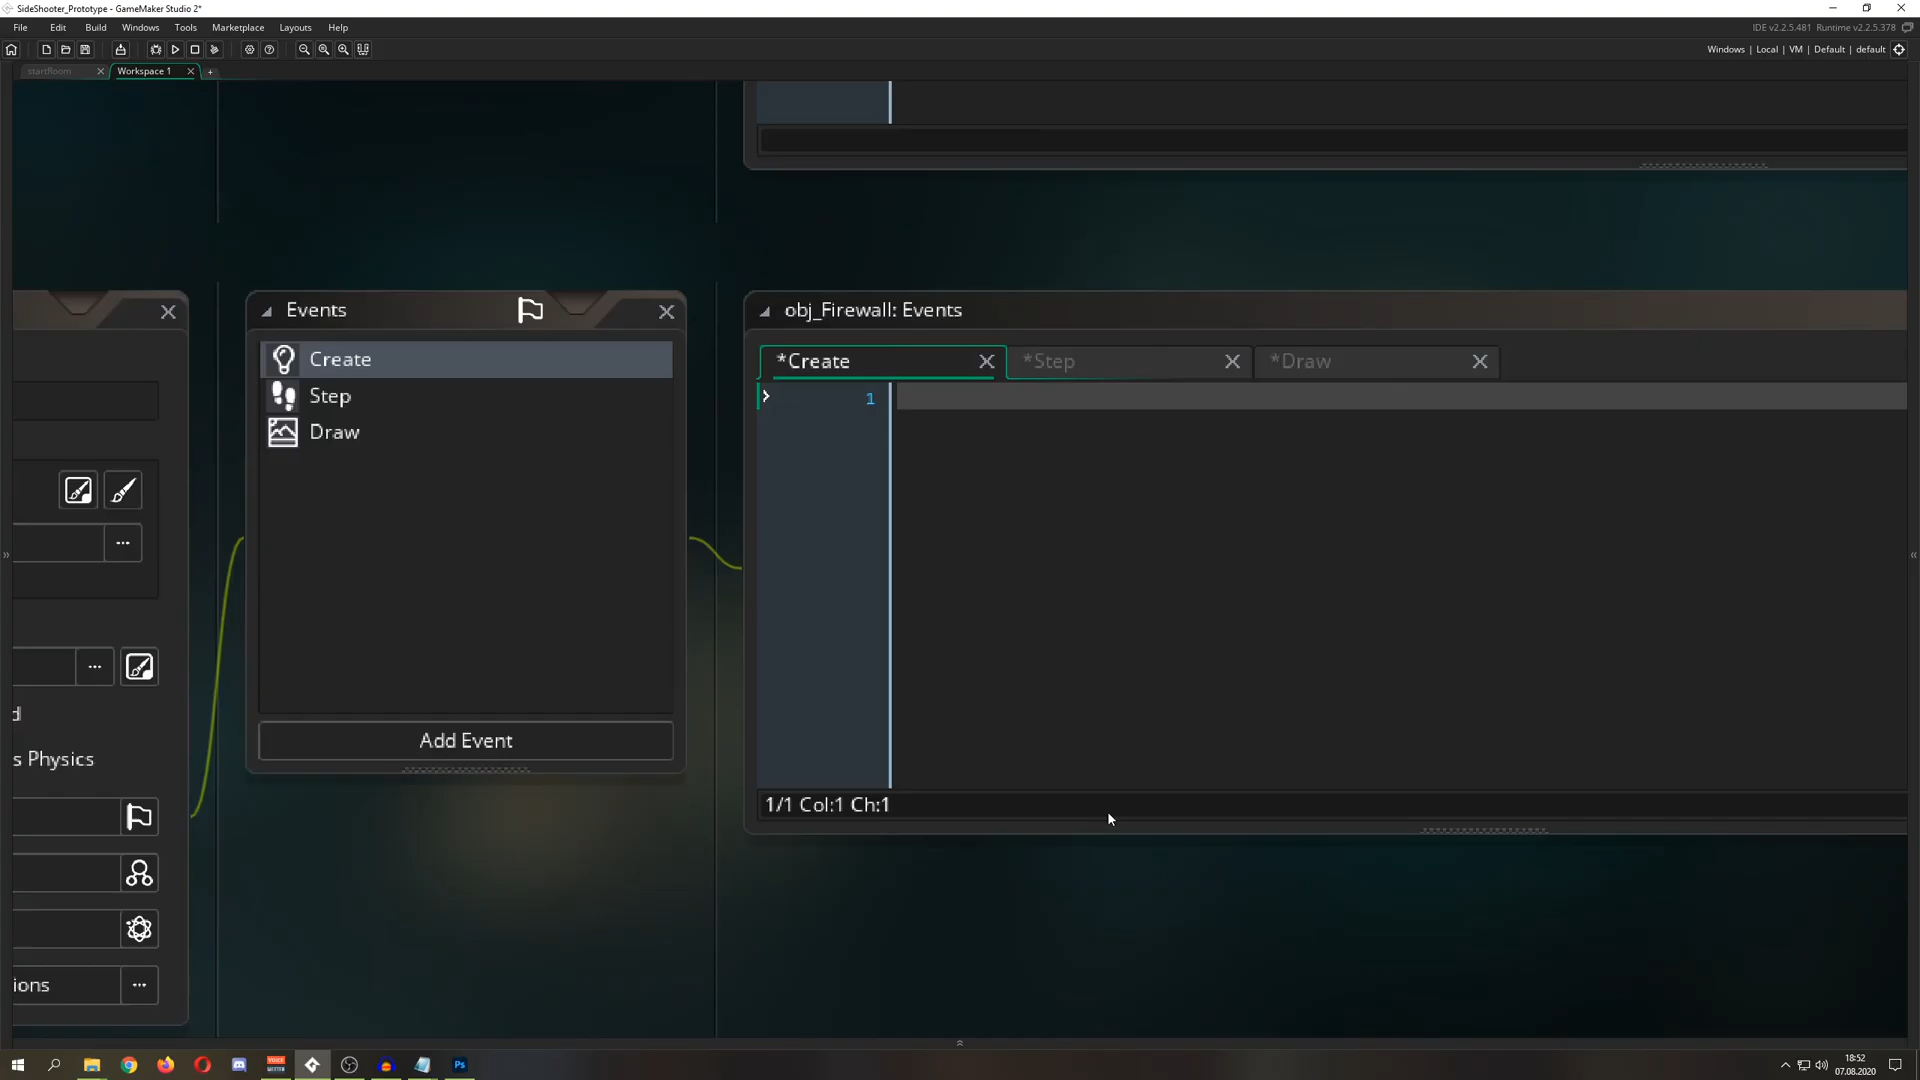 SideShooter_Prototype - GameMaker Studio 2*
File Edit Build Windows Tools Marketplace Layouts Help
IDE v2.2.5.481 Runtime v2.2.5.378
Windows | Local | VM | Default | default
startRoom
Workspace 1
+
Events
Create
Step
Draw
Add Event
obj_Firewall: Events
*Create
*Step
*Draw
1
1/1 Col:1 Ch:1
d
s Physics
ions
VOICE
Ps
18:52
07.08.2020